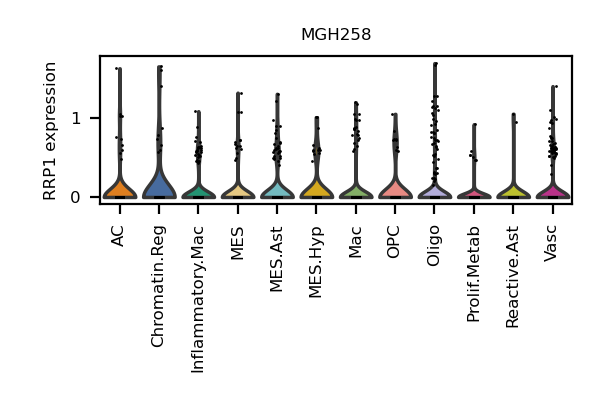 MGH258
RRP1 expression
1
0
AC
Chromatin.Reg
Inflammatory.Mac
MES
MES.Ast
MES.Hyp
Mac
OPC
Oligo
Prolif.Metab
Reactive.Ast
Vasc